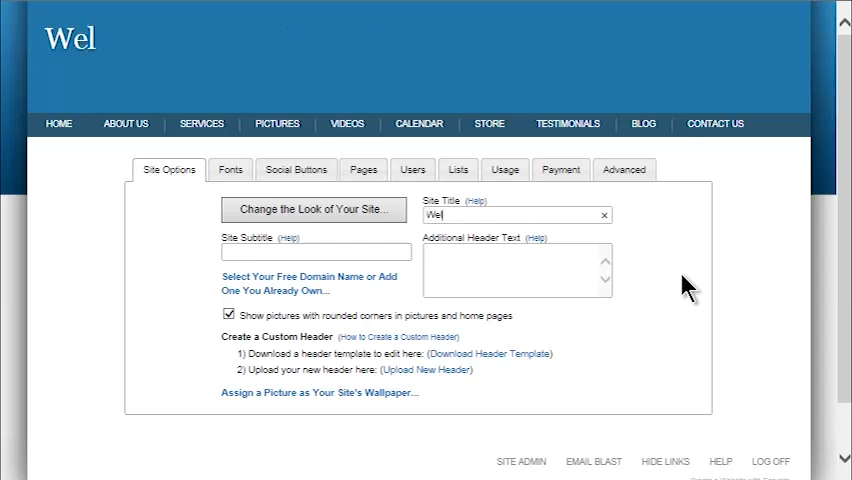 Wel
HOME ABOUT US SERVICES PICTURES VIDEOS CALENDAR STORE TESTIMONIALS BLOG CONTACT US
Site Options Fonts Social Buttons Pages Users Lists Usage Payment Advanced
Change the Look of Your Site...
Site Title (Help)
Wel
Site Subtitle (Help)
Additional Header Text (Help)
Select Your Free Domain Name or Add
One You Already Own...
Show pictures with rounded corners in pictures and home pages
Create a Custom Header (How to Create a Custom Header)
1) Download a header template to edit here: (Download Header Template)
2) Upload your new header here: (Upload New Header)
Assign a Picture as Your Site's Wallpaper...
SITE ADMIN EMAIL BLAST HIDE LINKS HELP LOG OFF